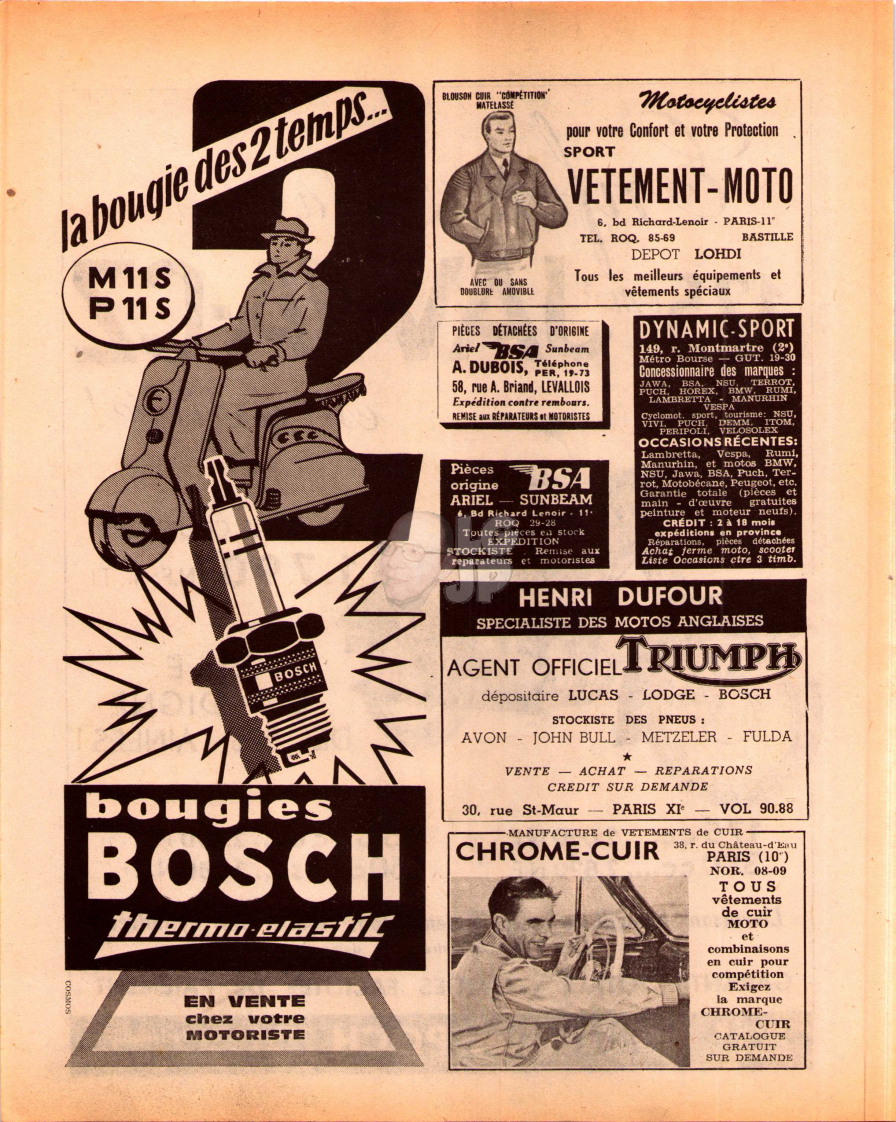 la bougie des 2 temps...
M 11 S
P 11 S
BOSCH
bougies
BOSCH
thermo-elastic
EN VENTE
chez votre
MOTORISTE
COSMOS
BLOUSON CUIR "COMPÉTITION"
MATELASSÉ
AVEC OU SANS
DOUBLURE AMOVIBLE
Motocyclistes
pour votre Confort et votre Protection
SPORT
VETEMENT-MOTO
6, bd Richard-Lenoir - PARIS-11e
TEL. ROQ. 85-69 BASTILLE
DEPOT LOHDI
Tous les meilleurs équipements et
vêtements spéciaux
PIÈCES DÉTACHÉES D'ORIGINE
Ariel BSA Sunbeam
A. DUBOIS, Téléphone
PER, 19-73
58, rue A. Briand, LEVALLOIS
Expédition contre rembours.
REMISE aux RÉPARATEURS et MOTORISTES
Pièces
origine BSA
ARIEL — SUNBEAM
6, Bd Richard Lenoir - 11e
ROQ 29-28
Toutes pièces en stock
EXPEDITION
STOCKISTE Remise aux
réparateurs et motoristes
DYNAMIC-SPORT
149, r. Montmartre (2e)
Métro Bourse — GUT. 19-30
Concessionnaire des marques :
JAWA, BSA, NSU, TERROT,
PUCH, HOREX, BMW, RUMI,
LAMBRETTA - MANURHIN
VESPA
Cyclomot. sport, tourisme: NSU,
VIVI, PUCH, DEMM, ITOM,
PERIPOLI, VELOSOLEX
OCCASIONS RÉCENTES:
Lambretta, Vespa, Rumi,
Manurhin, et motos BMW,
NSU, Jawa, BSA, Puch, Ter-
rot, Motobécane, Peugeot, etc.
Garantie totale (pièces et
main - d'œuvre gratuites
peinture et moteur neufs).
CRÉDIT : 2 à 18 mois
expéditions en province
Réparations, pièces détachées
Achat ferme moto, scooter
Liste Occasions ctre 3 timb.
JP
HENRI DUFOUR
SPECIALISTE DES MOTOS ANGLAISES
AGENT OFFICIEL TRIUMPH
dépositaire LUCAS - LODGE - BOSCH
STOCKISTE DES PNEUS :
AVON - JOHN BULL - METZELER - FULDA
VENTE — ACHAT — REPARATIONS
CREDIT SUR DEMANDE
30, rue St-Maur — PARIS XIe — VOL 90.88
MANUFACTURE de VETEMENTS de CUIR
CHROME-CUIR 38, r. du Château-d'Eau
PARIS (10e)
NOR. 08-09
TOUS
vêtements
de cuir
MOTO
et
combinaisons
en cuir pour
compétition
Exigez
la marque
CHROME-
CUIR
CATALOGUE
GRATUIT
SUR DEMANDE